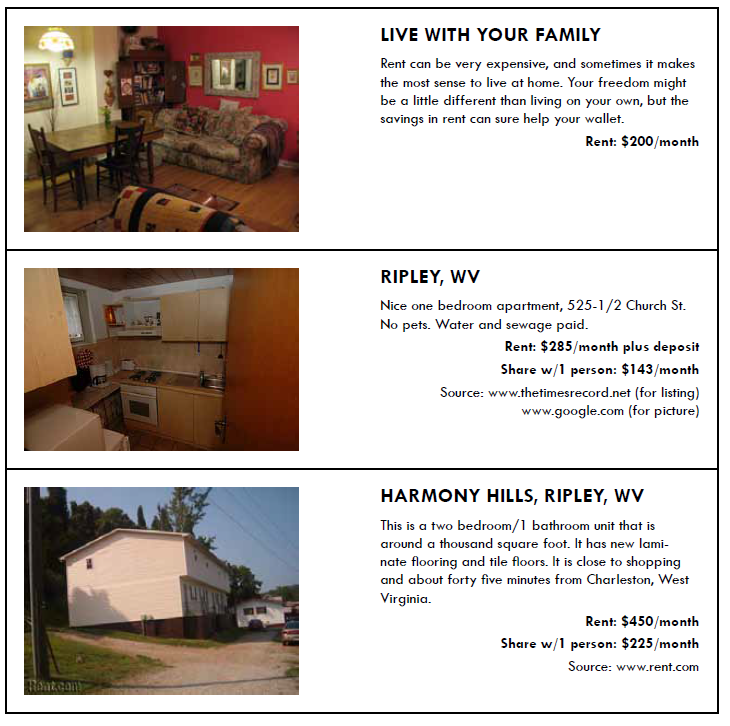 LIVE WITH YOUR FAMILY
Rent can be very expensive, and sometimes it makes
the most sense to live at home. Your freedom might
be a little different than living on your own, but the
savings in rent can sure help your wallet.
Rent: $200/month
RIPLEY, WV
Nice one bedroom apartment, 525-1/2 Church St.
No pets. Water and sewage paid.
Rent: $285/month plus deposit
Share w/1 person: $143/month
Source: www.thetimesrecord.net (for listing)
www.google.com (for picture)
HARMONY HILLS, RIPLEY, WV
This is a two bedroom/1 bathroom unit that is
around a thousand square foot. It has new lami-
nate flooring and tile floors. It is close to shopping
and about forty five minutes from Charleston, West
Virginia.
Rent: $450/month
Share w/1 person: $225/month
Source: www.rent.com
Rent.com